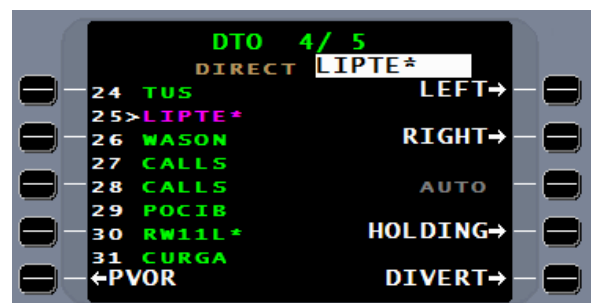 DTO 4/ 5
DIRECT LIPTE*
24 TUS LEFT→
25>LIPTE*
26 WASON RIGHT→
27 CALLS
28 CALLS AUTO
29 POCIB
30 RW11L* HOLDING→
31 CURGA
←PVOR DIVERT→